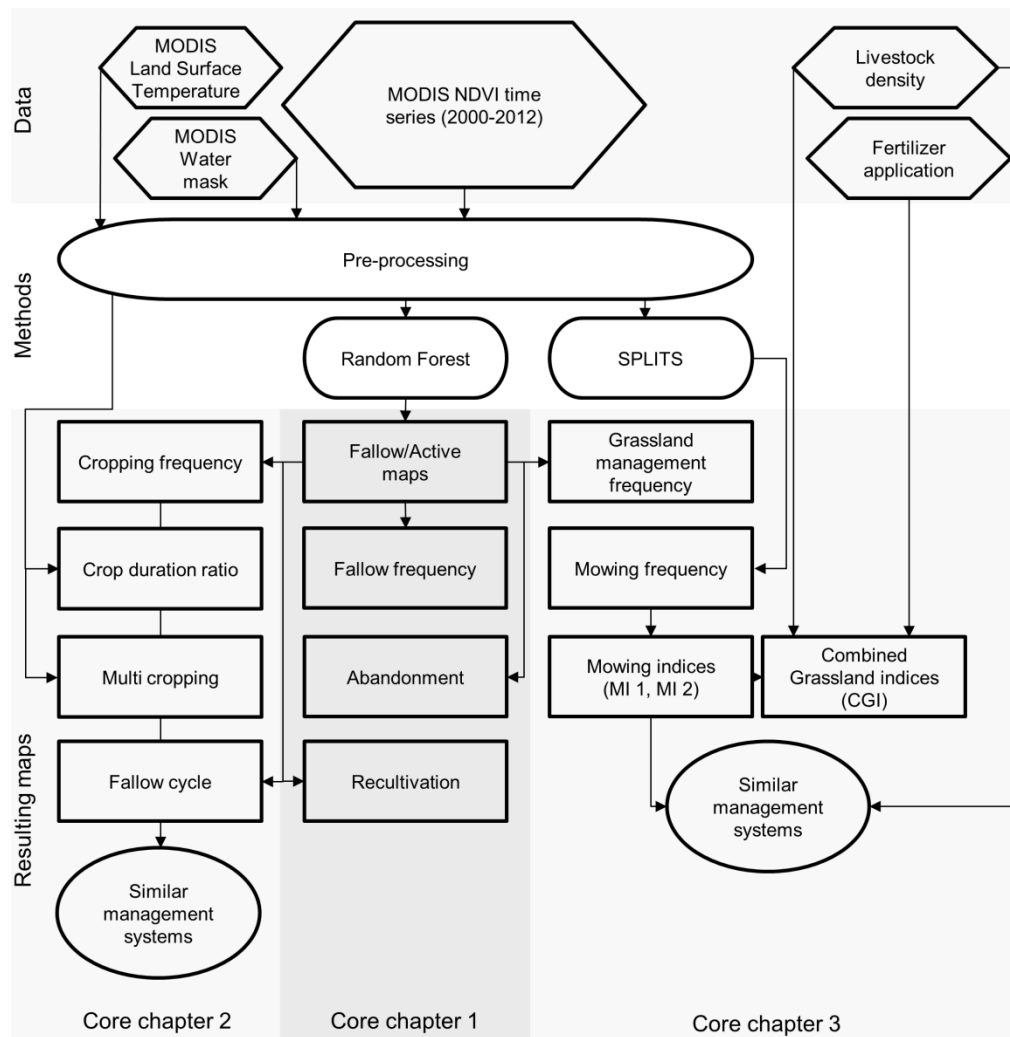 Data
MODIS
Land Surface
Temperature
MODIS
Water
mask
MODIS NDVI time
series (2000-2012)
Livestock
density
Fertilizer
application
Methods
Pre-processing
Random Forest
SPLITS
Resulting maps
Cropping frequency
Fallow/Active
maps
Grassland
management
frequency
Crop duration ratio
Fallow frequency
Mowing frequency
Multi cropping
Abandonment
Mowing indices
(MI 1, MI 2)
Combined
Grassland indices
(CGI)
Fallow cycle
Recultivation
Similar
management
systems
Similar
management
systems
Core chapter 2
Core chapter 1
Core chapter 3